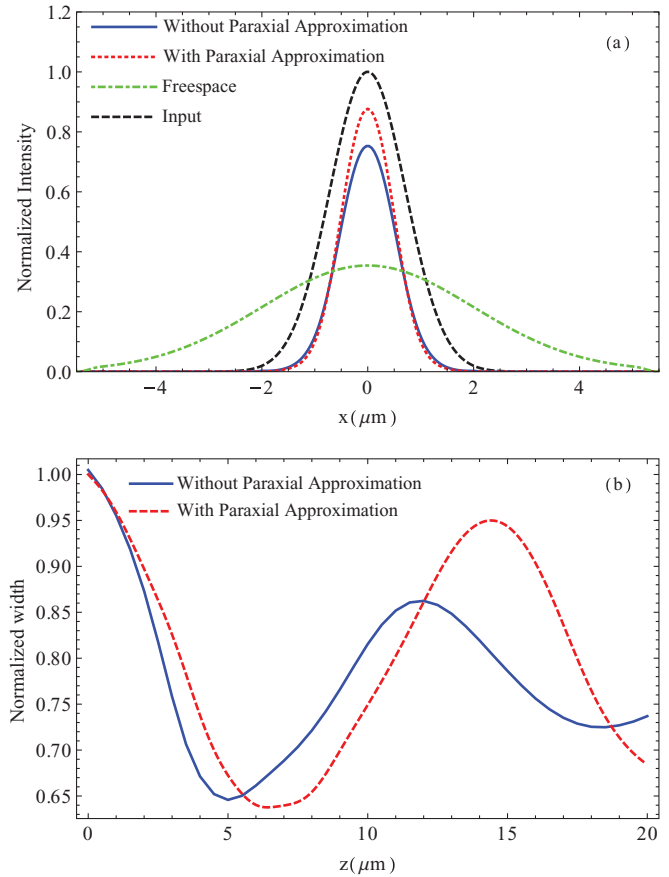 1.2
(a)
Without Paraxial Approximation
With Paraxial Approximation
1.0
Freespace
Input
0.8
0.6
0.4
0.2
0.0
Normalized Intensity
−4
−2
0
2
4
x(μm)
(b)
Without Paraxial Approximation
With Paraxial Approximation
1.00
0.95
0.90
0.85
0.80
0.75
0.70
0.65
Normalized width
0
5
10
15
20
z(μm)